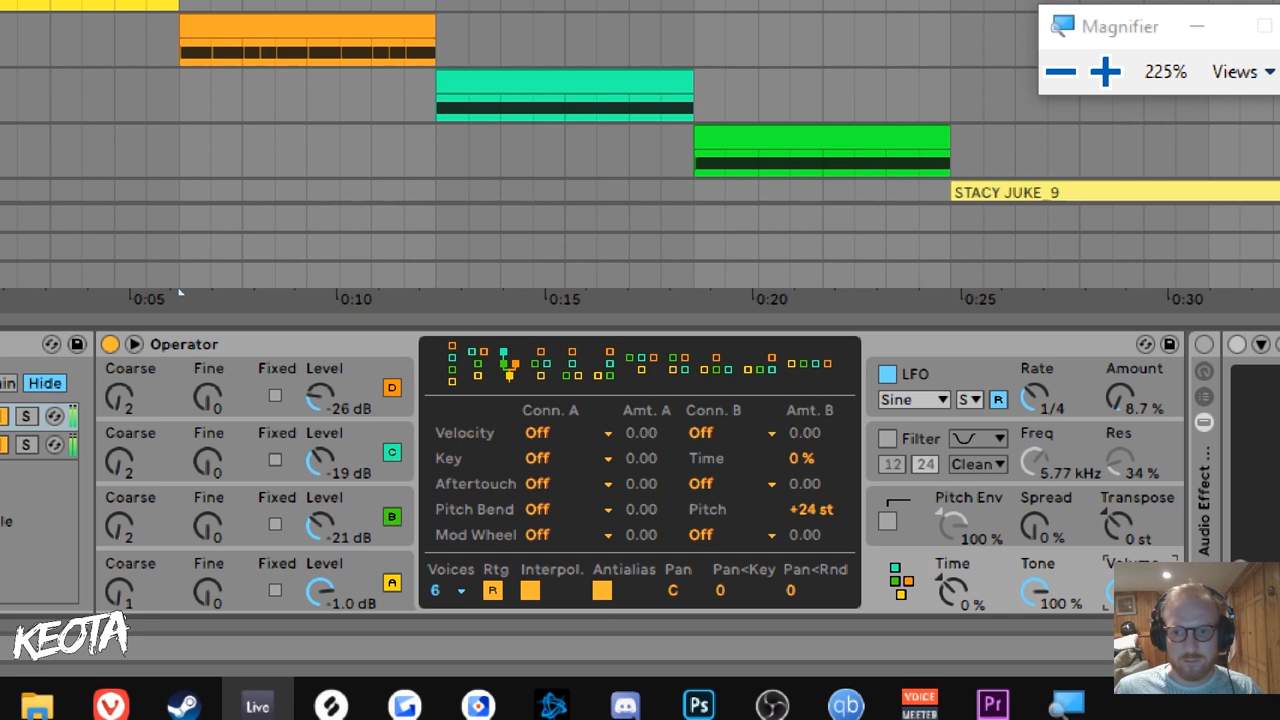 Magnifier
225%
Views
STACY JUKE_9
0:05
0:10
0:15
0:20
0:25
0:30
Hide
S
S
Operator
Coarse
Fine
Fixed
Level
2
0
-26 dB
D
Coarse
Fine
Fixed
Level
2
0
-19 dB
C
Coarse
Fine
Fixed
Level
2
0
-21 dB
B
Coarse
Fine
Fixed
Level
1
0
-1.0 dB
A
Conn. A
Amt. A
Conn. B
Amt. B
Velocity
Off
0.00
Off
0.00
Key
Off
0.00
Time
0 %
Aftertouch
Off
0.00
Off
0.00
Pitch Bend
Off
0.00
Pitch
+24 st
Mod Wheel
Off
0.00
Off
0.00
Voices
Rtg
Interpol.
Antialias
Pan
Pan<Key
Pan<Rnd
6
R
C
0
0
LFO
Rate
Amount
Sine
S
R
1/4
8.7 %
Filter
Freq
Res
12
24
Clean
5.77 kHz
34 %
Pitch Env
Spread
Transpose
100 %
0 %
0 st
Time
Tone
Volume
0 %
100 %
Audio Effect ...
KEOTA
Live
Ps
qb
VOICE
MEETER
Pr